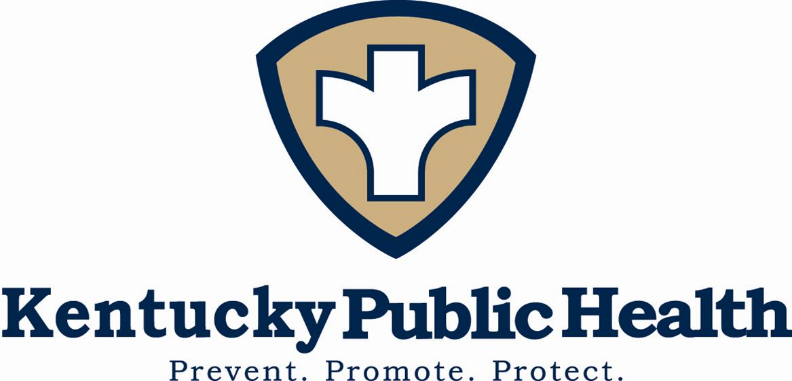 Kentucky Public Health
Prevent. Promote. Protect.